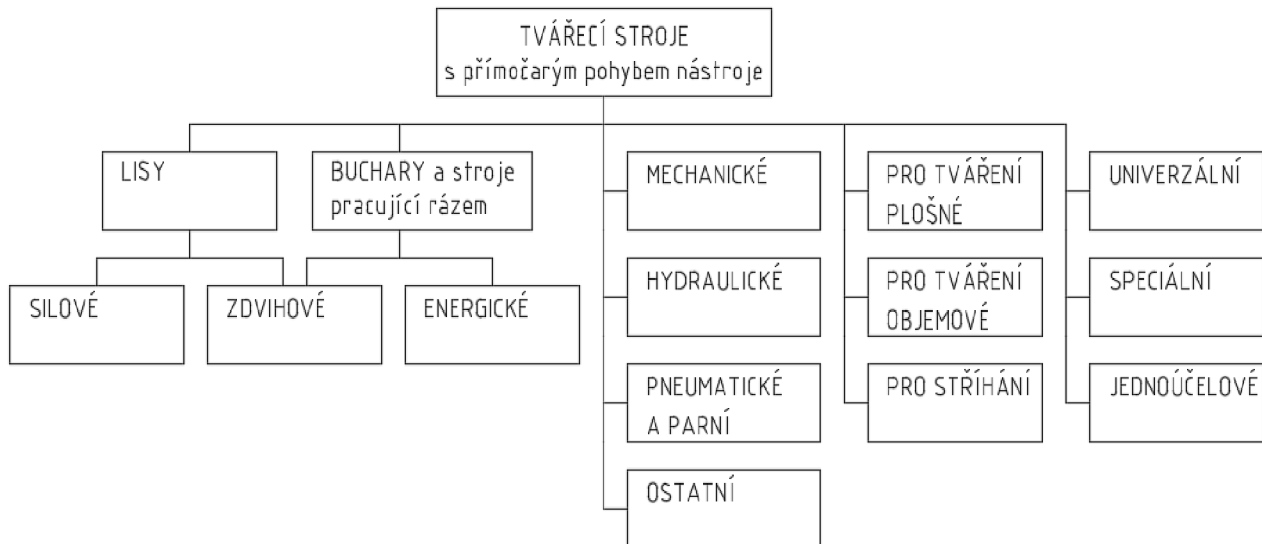 TVÁŘECÍ STROJE
s přímočarým pohybem nástroje
LISY
BUCHARY a stroje
pracující rázem
SILOVÉ
ZDVIHOVÉ
ENERGICKÉ
MECHANICKÉ
HYDRAULICKÉ
PNEUMATICKÉ
A PARNÍ
OSTATNÍ
PRO TVÁŘENÍ
PLOŠNÉ
PRO TVÁŘENÍ
OBJEMOVÉ
PRO STŘÍHÁNÍ
UNIVERZÁLNÍ
SPECIÁLNÍ
JEDNOÚČELOVÉ